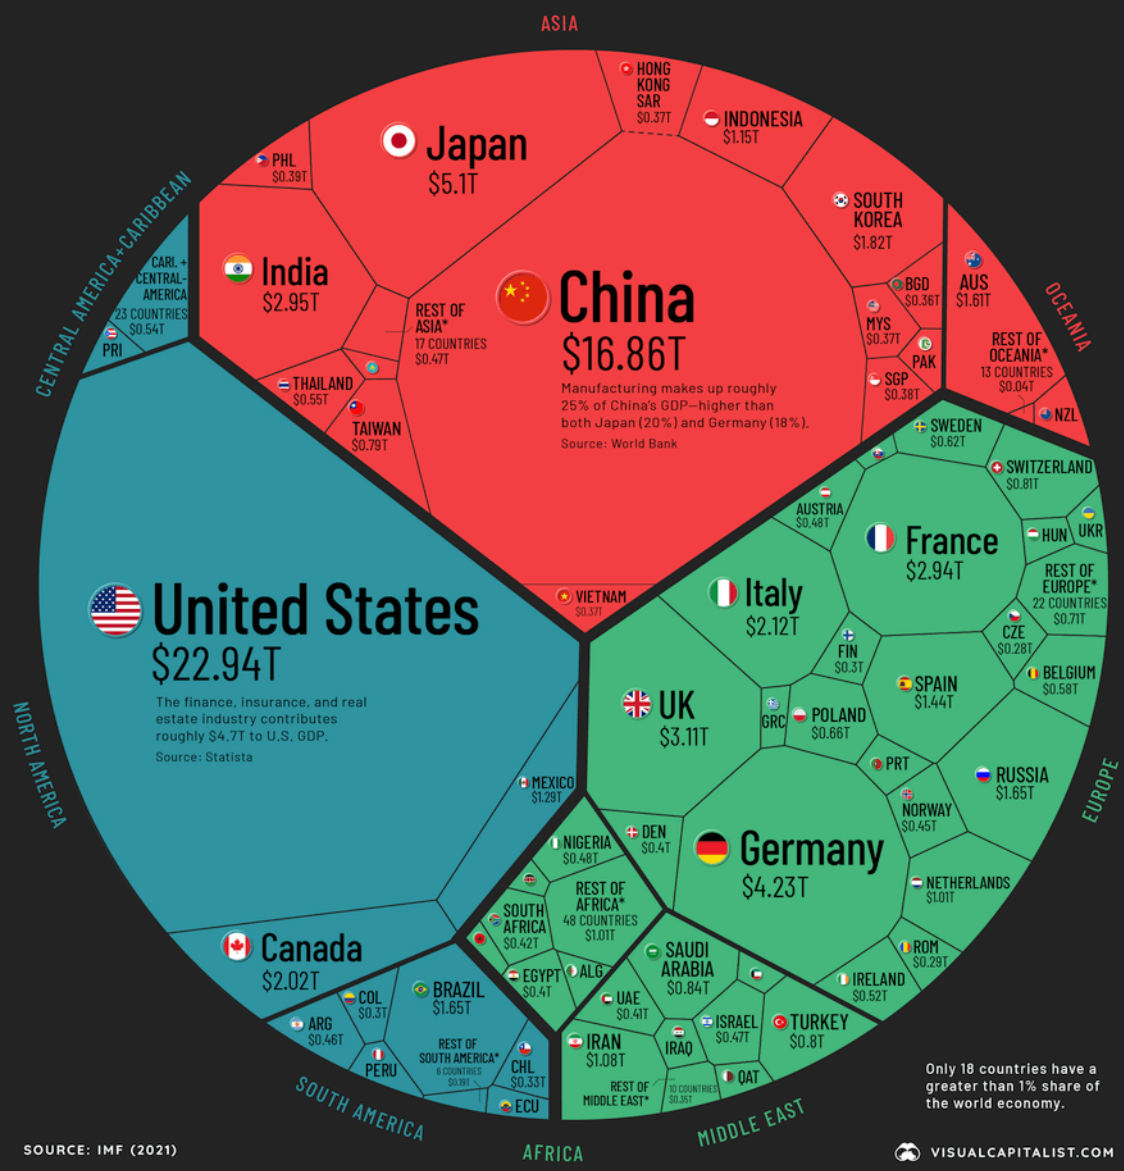 ASIA
HONG
KONG
SAR
$0.37T
INDONESIA
$1.15T
Japan
$5.1T
PHL
$0.39T
SOUTH
KOREA
$1.82T
CENTRAL AMERICA+CARIBBEAN
CARI. +
CENTRAL-
AMERICA
23 COUNTRIES
$0.54T
PRI
India
$2.95T
REST OF
ASIA*
17 COUNTRIES
$0.47T
China
$16.86T
Manufacturing makes up roughly
25% of China's GDP—higher than
both Japan (20%) and Germany (18%).
Source: World Bank
BGD
$0.36T
MYS
$0.37T
PAK
SGP
$0.38T
AUS
$1.61T
OCEANIA
REST OF
OCEANIA*
13 COUNTRIES
$0.04T
NZL
THAILAND
$0.55T
TAIWAN
$0.79T
VIETNAM
$0.37T
SWEDEN
$0.62T
SWITZERLAND
$0.81T
AUSTRIA
$0.48T
France
$2.94T
HUN
UKR
REST OF
EUROPE*
22 COUNTRIES
$0.71T
Italy
$2.12T
FIN
$0.3T
CZE
$0.28T
BELGIUM
$0.58T
SPAIN
$1.44T
UK
$3.11T
GRC
POLAND
$0.66T
PRT
RUSSIA
$1.65T
NORWAY
$0.45T
EUROPE
DEN
$0.4T
Germany
$4.23T
NETHERLANDS
$1.01T
ROM
$0.29T
IRELAND
$0.52T
United States
$22.94T
The finance, insurance, and real
estate industry contributes
roughly $4.7T to U.S. GDP.
Source: Statista
NORTH AMERICA
MEXICO
$1.29T
Canada
$2.02T
NIGERIA
$0.48T
REST OF
AFRICA*
48 COUNTRIES
$1.01T
SOUTH
AFRICA
$0.42T
EGYPT
$0.4T
ALG
COL
$0.3T
BRAZIL
$1.65T
ARG
$0.46T
PERU
REST OF
SOUTH AMERICA*
6 COUNTRIES
$0.19T
CHL
$0.33T
ECU
SOUTH AMERICA
SAUDI
ARABIA
$0.84T
UAE
$0.41T
ISRAEL
$0.47T
TURKEY
$0.8T
IRAN
$1.08T
IRAQ
QAT
REST OF
MIDDLE EAST*
10 COUNTRIES
$0.35T
MIDDLE EAST
AFRICA
Only 18 countries have a
greater than 1% share of
the world economy.
SOURCE: IMF (2021)
VISUALCAPITALIST.COM